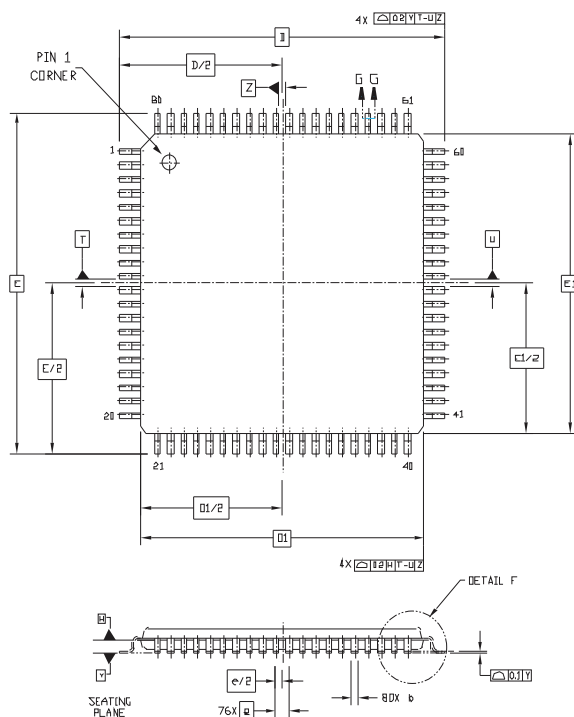 4X 0.2 Y T-U Z
D
D/2
PIN 1
CORNER
Z
G G
80
61
1
60
T
U
E
E1
E/2
E1/2
20
41
21
40
D1/2
D1
4X 0.2 H T-U Z
DETAIL F
H
Y
SEATING
PLANE
e/2
76X e
80X b
0.1 Y